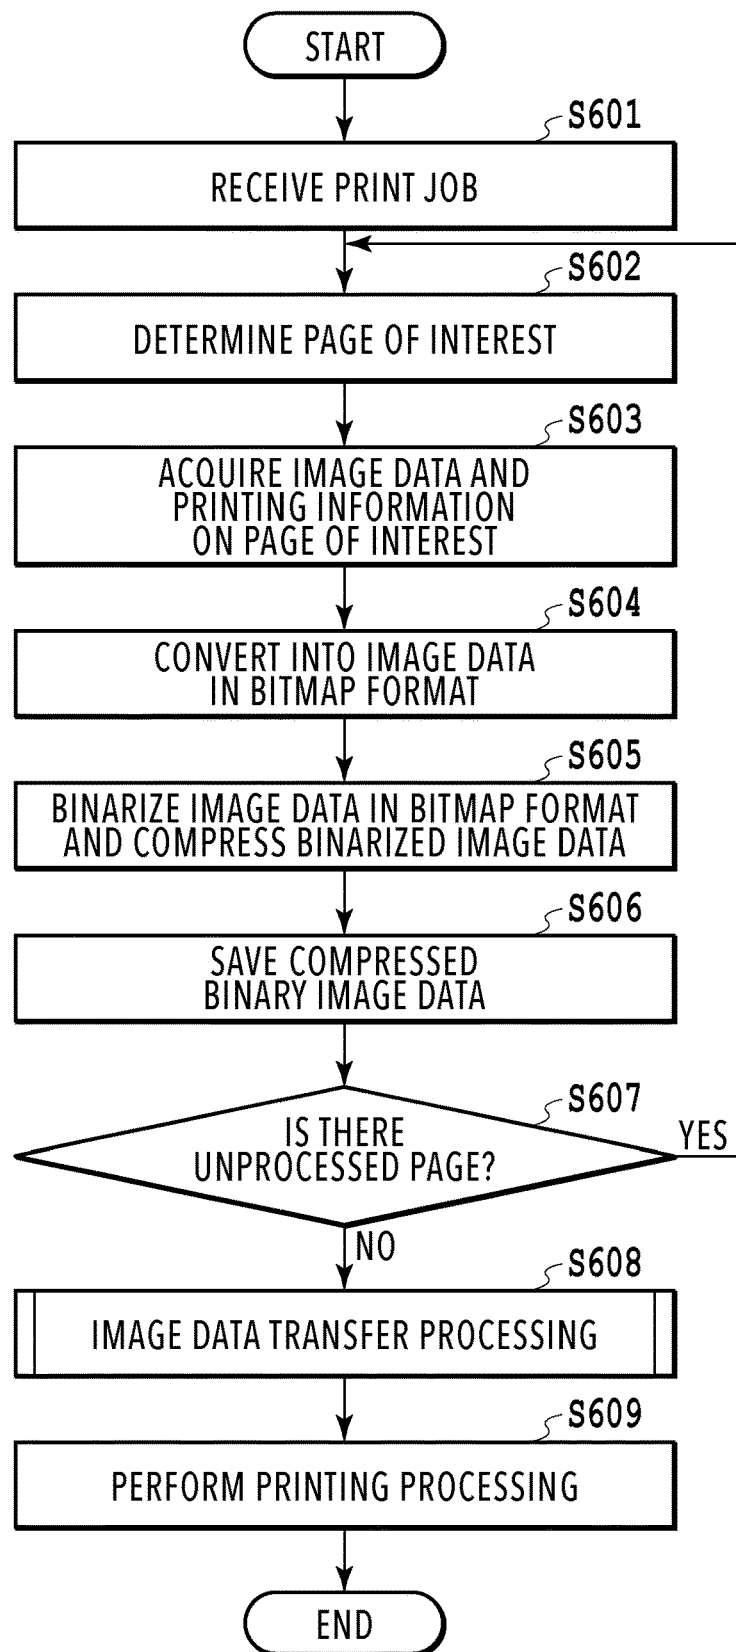 START
S601
RECEIVE PRINT JOB
S602
DETERMINE PAGE OF INTEREST
S603
ACQUIRE IMAGE DATA AND
PRINTING INFORMATION
ON PAGE OF INTEREST
S604
CONVERT INTO IMAGE DATA
IN BITMAP FORMAT
S605
BINARIZE IMAGE DATA IN BITMAP FORMAT
AND COMPRESS BINARIZED IMAGE DATA
S606
SAVE COMPRESSED
BINARY IMAGE DATA
S607
IS THERE
UNPROCESSED PAGE?
YES
NO
S608
IMAGE DATA TRANSFER PROCESSING
S609
PERFORM PRINTING PROCESSING
END